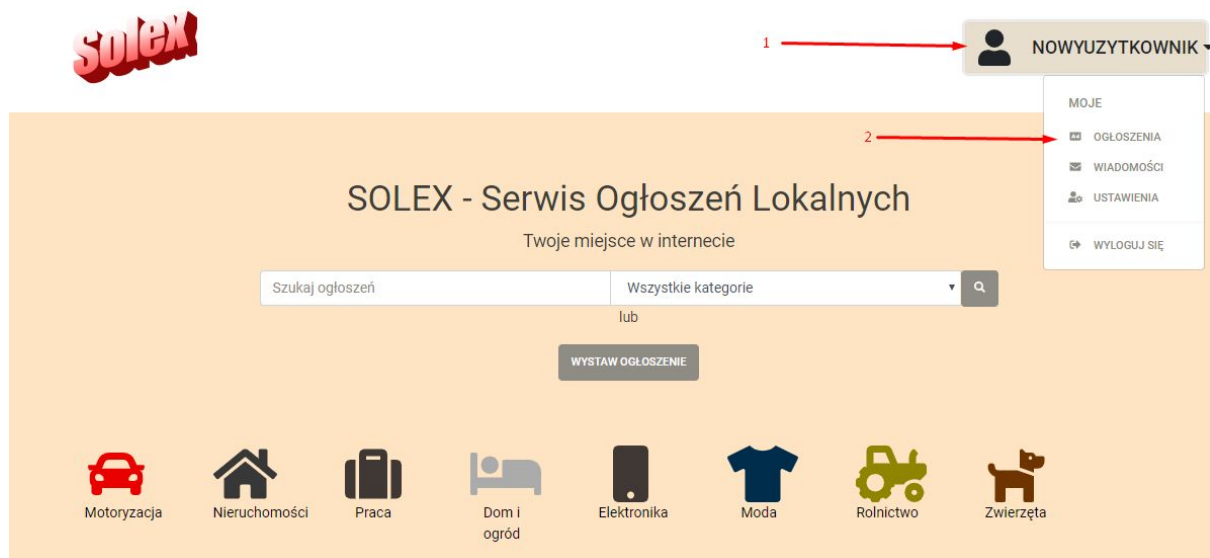 solex
1
NOWYUZYTKOWNIK
MOJE
2
OGŁOSZENIA
WIADOMOŚCI
USTAWIENIA
WYLOGUJ SIĘ
SOLEX - Serwis Ogłoszeń Lokalnych
Twoje miejsce w internecie
Szukaj ogłoszeń
Wszystkie kategorie
lub
WYSTAW OGŁOSZENIE
Motoryzacja
Nieruchomości
Praca
Dom i
ogród
Elektronika
Moda
Rolnictwo
Zwierzęta